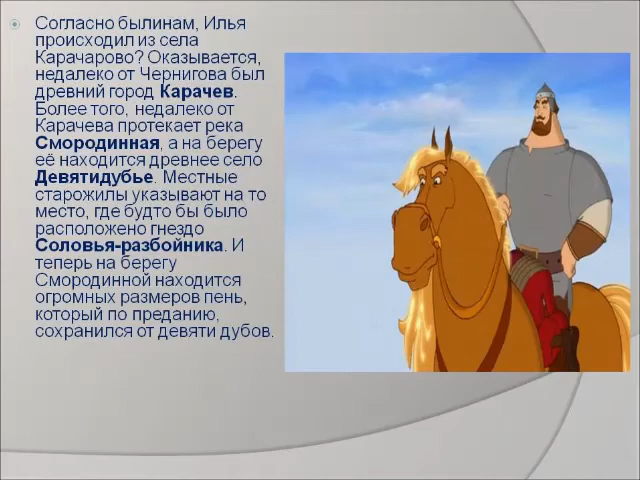 Согласно былинам, Илья
происходил из села
Карачарово? Оказывается,
недалеко от Чернигова был
древний город Карачев.
Более того, недалеко от
Карачева протекает река
Смородинная, а на берегу
её находится древнее село
Девятидубье. Местные
старожилы указывают на то
место, где будто бы было
расположено гнездо
Соловья-разбойника. И
теперь на берегу
Смородинной находится
огромных размеров пень,
который по преданию,
сохранился от девяти дубов.